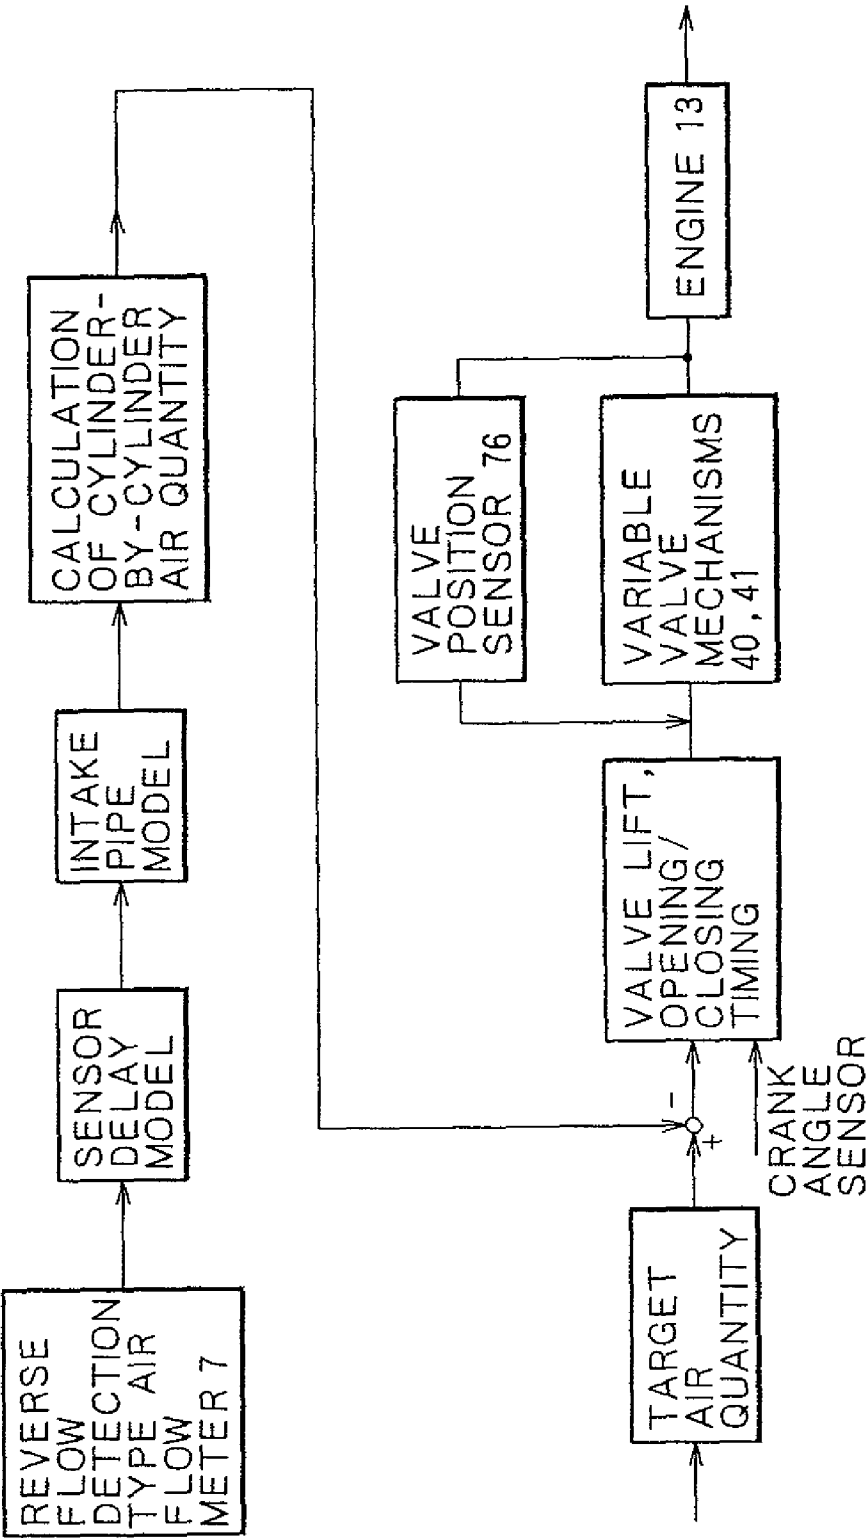 REVERSE
FLOW
DETECTION
TYPE AIR
FLOW
METER 7
SENSOR
DELAY
MODEL
INTAKE
PIPE
MODEL
CALCULATION
OF CYLINDER-
BY-CYLINDER
AIR QUANTITY
TARGET
AIR
QUANTITY
+
-
CRANK
ANGLE
SENSOR
VALVE LIFT,
OPENING/
CLOSING
TIMING
VALVE
POSITION
SENSOR 76
VARIABLE
VALVE
MECHANISMS
40,41
ENGINE 13